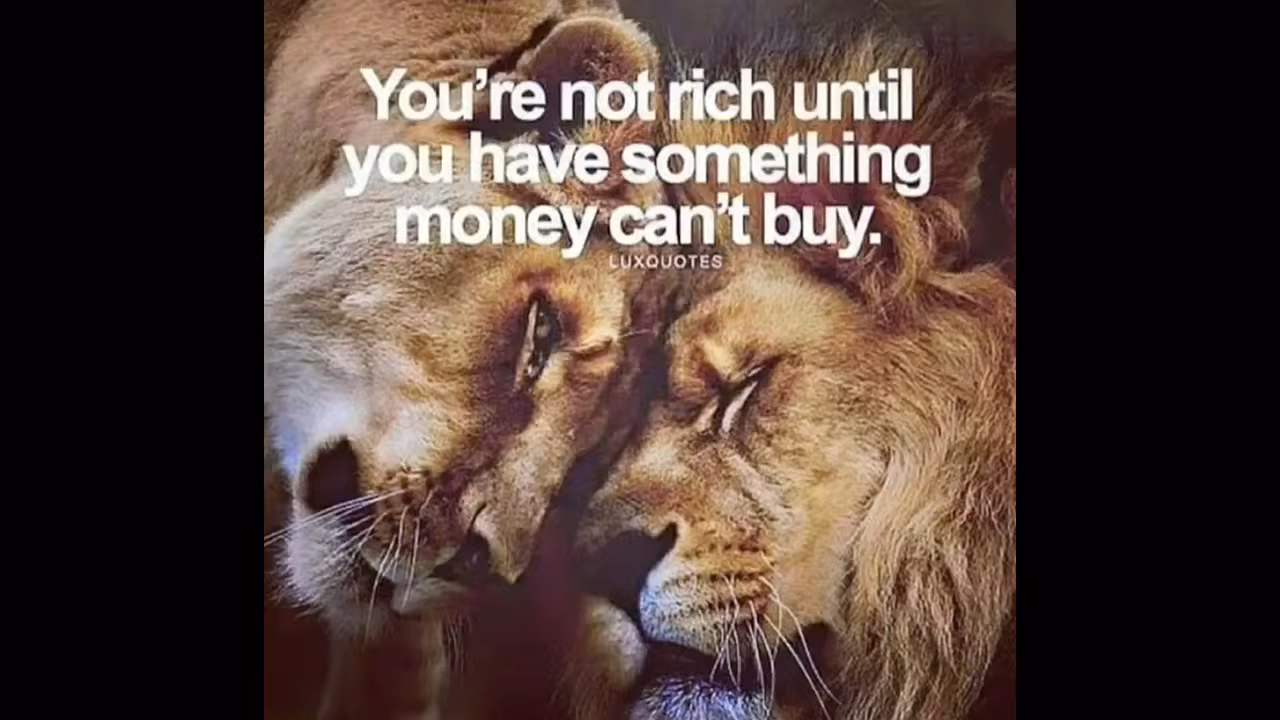 You’re not rich until
you have something
money can’t buy.
LUXQUOTES